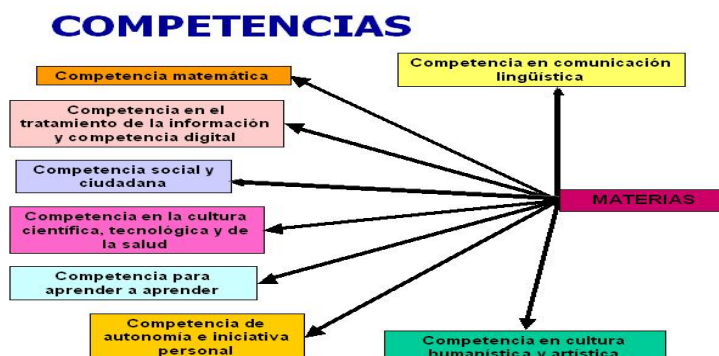 COMPETENCIAS
Competencia en comunicación
lingüística
Competencia matemática
Competencia en el
tratamiento de la información
y competencia digital
Competencia social y
ciudadana
MATERIAS
Competencia en la cultura
científica, tecnológica y de
la salud
Competencia para
aprender a aprender
Competencia de
autonomía e iniciativa
personal
Competencia en cultura
humanística y artística